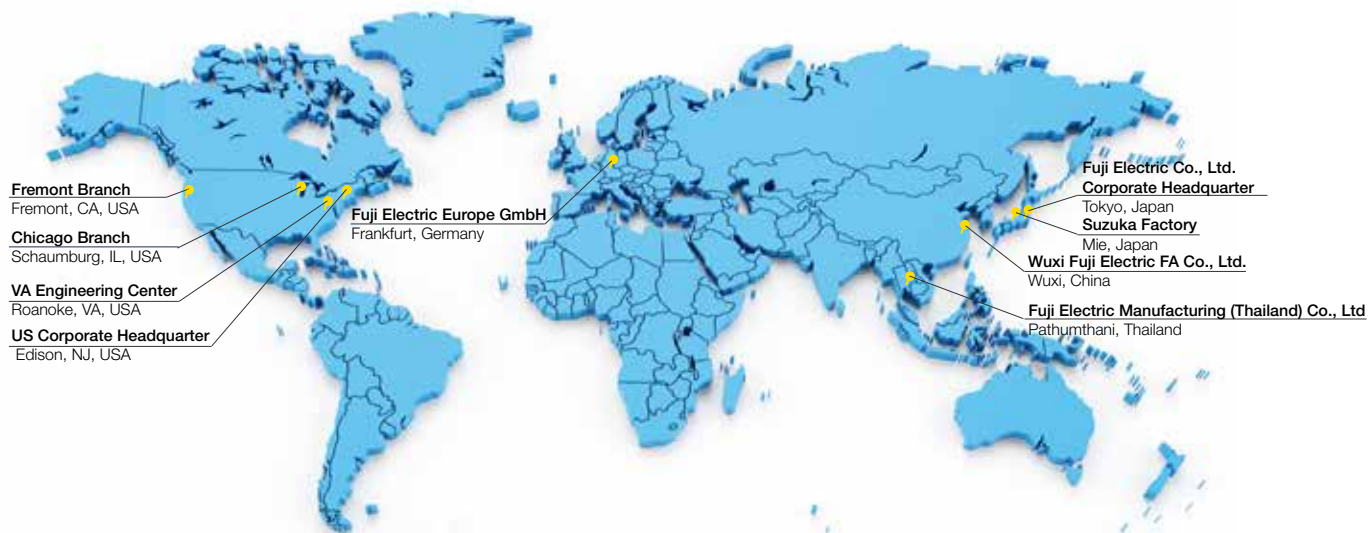 Fremont Branch
Fremont, CA, USA
Chicago Branch
Schaumburg, IL, USA
VA Engineering Center
Roanoke, VA, USA
US Corporate Headquarter
Edison, NJ, USA
Fuji Electric Europe GmbH
Frankfurt, Germany
Fuji Electric Co., Ltd.
Corporate Headquarter
Tokyo, Japan
Suzuka Factory
Mie, Japan
Wuxi Fuji Electric FA Co., Ltd.
Wuxi, China
Fuji Electric Manufacturing (Thailand) Co., Ltd
Pathumthani, Thailand